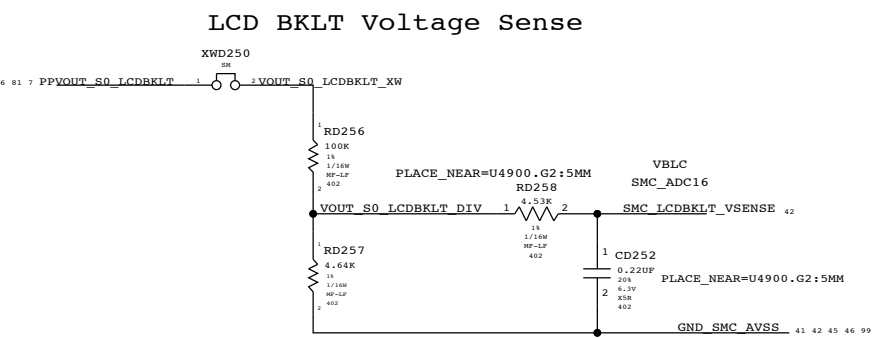 LCD BKLT Voltage Sense
XWD250
SM
6 81 7 PPVOUT_S0_LCDBKLT 1 2 VOUT_S0_LCDBKLT_XW
1
RD256
100K
1%
1/16W
MF-LF
402
2
PLACE_NEAR=U4900.G2:5MM
RD258
VBLC
SMC_ADC16
VOUT_S0_LCDBKLT_DIV 1 4.53K 2 SMC_LCDBKLT_VSENSE 42
1%
1/16W
MF-LF
402
1
RD257
4.64K
1%
1/16W
MF-LF
402
2
1 CD252
0.22UF
20%
6.3V
X5R
402
2
PLACE_NEAR=U4900.G2:5MM
GND_SMC_AVSS 41 42 45 46 99